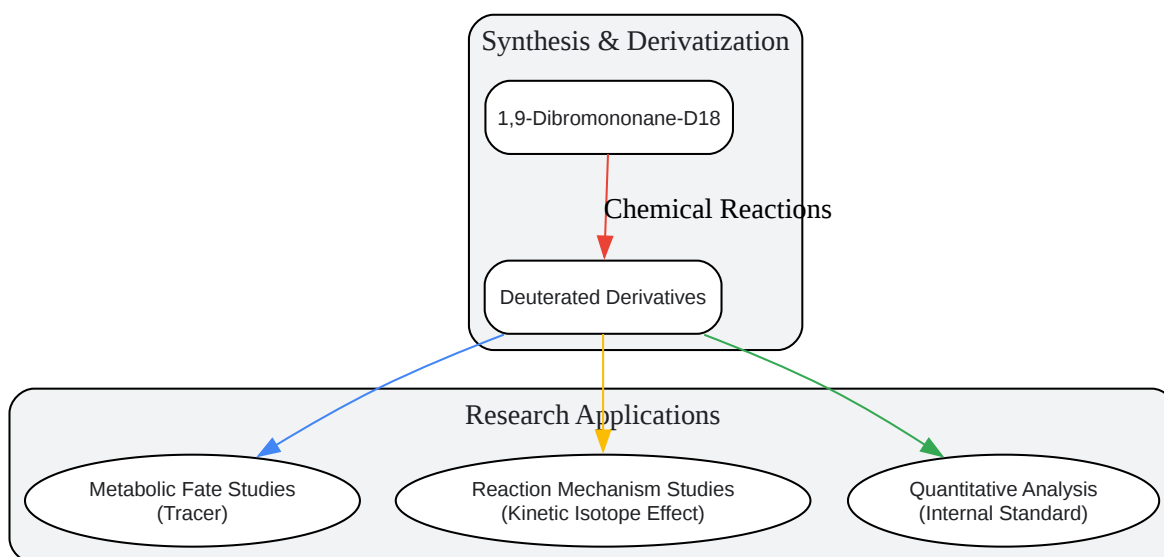 Synthesis & Derivatization
1,9-Dibromononane-D18
Chemical Reactions
Deuterated Derivatives
Research Applications
Metabolic Fate Studies
(Tracer)
Reaction Mechanism Studies
(Kinetic Isotope Effect)
Quantitative Analysis
(Internal Standard)